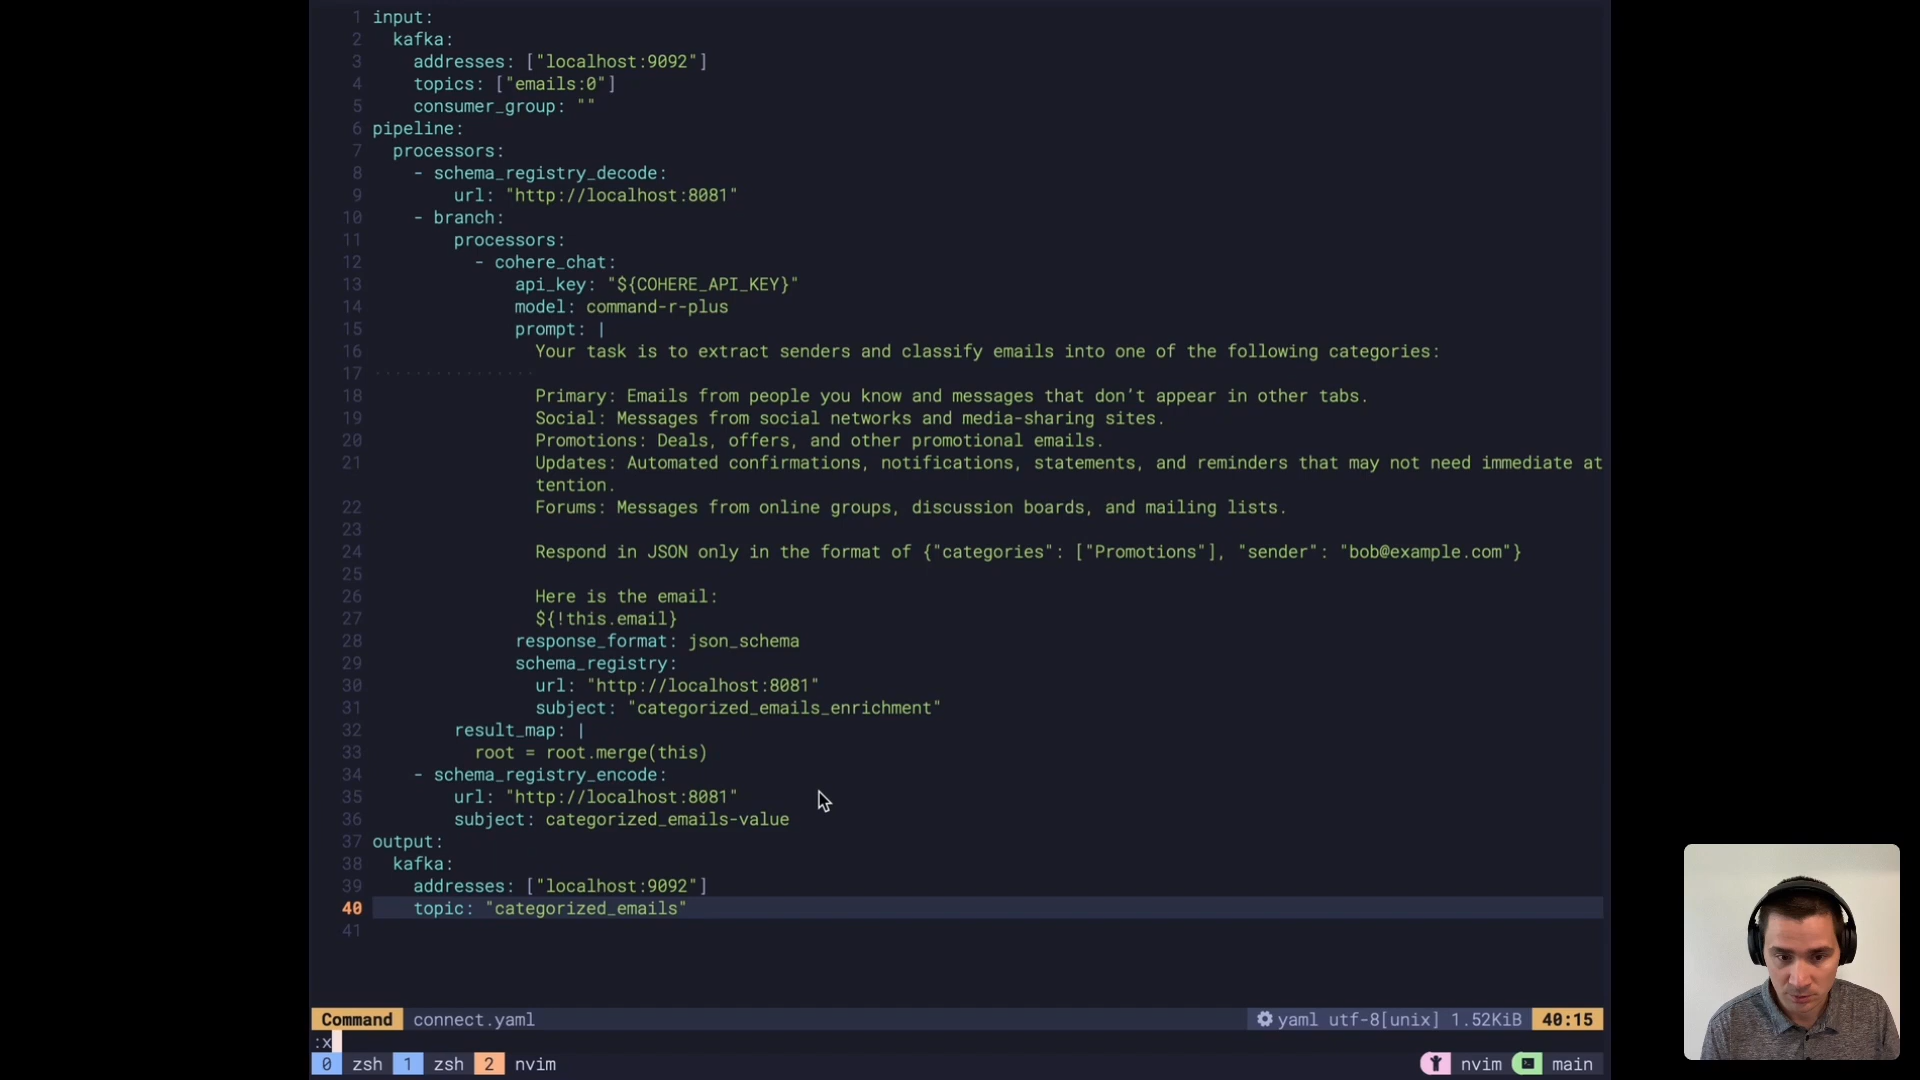 1 input:
2 kafka:
3 addresses: ["localhost:9092"]
4 topics: ["emails:0"]
5 consumer_group: ""
6 pipeline:
7 processors:
8 - schema_registry_decode:
9 url: "http://localhost:8081"
10 - branch:
11 processors:
12 - cohere_chat:
13 api_key: "${COHERE_API_KEY}"
14 model: command-r-plus
15 prompt: |
16 Your task is to extract senders and classify emails into one of the following categories:
17
18 Primary: Emails from people you know and messages that don’t appear in other tabs.
19 Social: Messages from social networks and media-sharing sites.
20 Promotions: Deals, offers, and other promotional emails.
21 Updates: Automated confirmations, notifications, statements, and reminders that may not need immediate at
tention.
22 Forums: Messages from online groups, discussion boards, and mailing lists.
23
24 Respond in JSON only in the format of {"categories": ["Promotions"], "sender": "bob@example.com"}
25
26 Here is the email:
27 ${!this.email}
28 response_format: json_schema
29 schema_registry:
30 url: "http://localhost:8081"
31 subject: "categorized_emails_enrichment"
32 result_map: |
33 root = root.merge(this)
34 - schema_registry_encode:
35 url: "http://localhost:8081"
36 subject: categorized_emails-value
37 output:
38 kafka:
39 addresses: ["localhost:9092"]
40 topic: "categorized_emails"
41
Command connect.yaml yaml utf-8[unix] 1.52KiB 40:15
:x
0 zsh 1 zsh 2 nvim nvim main